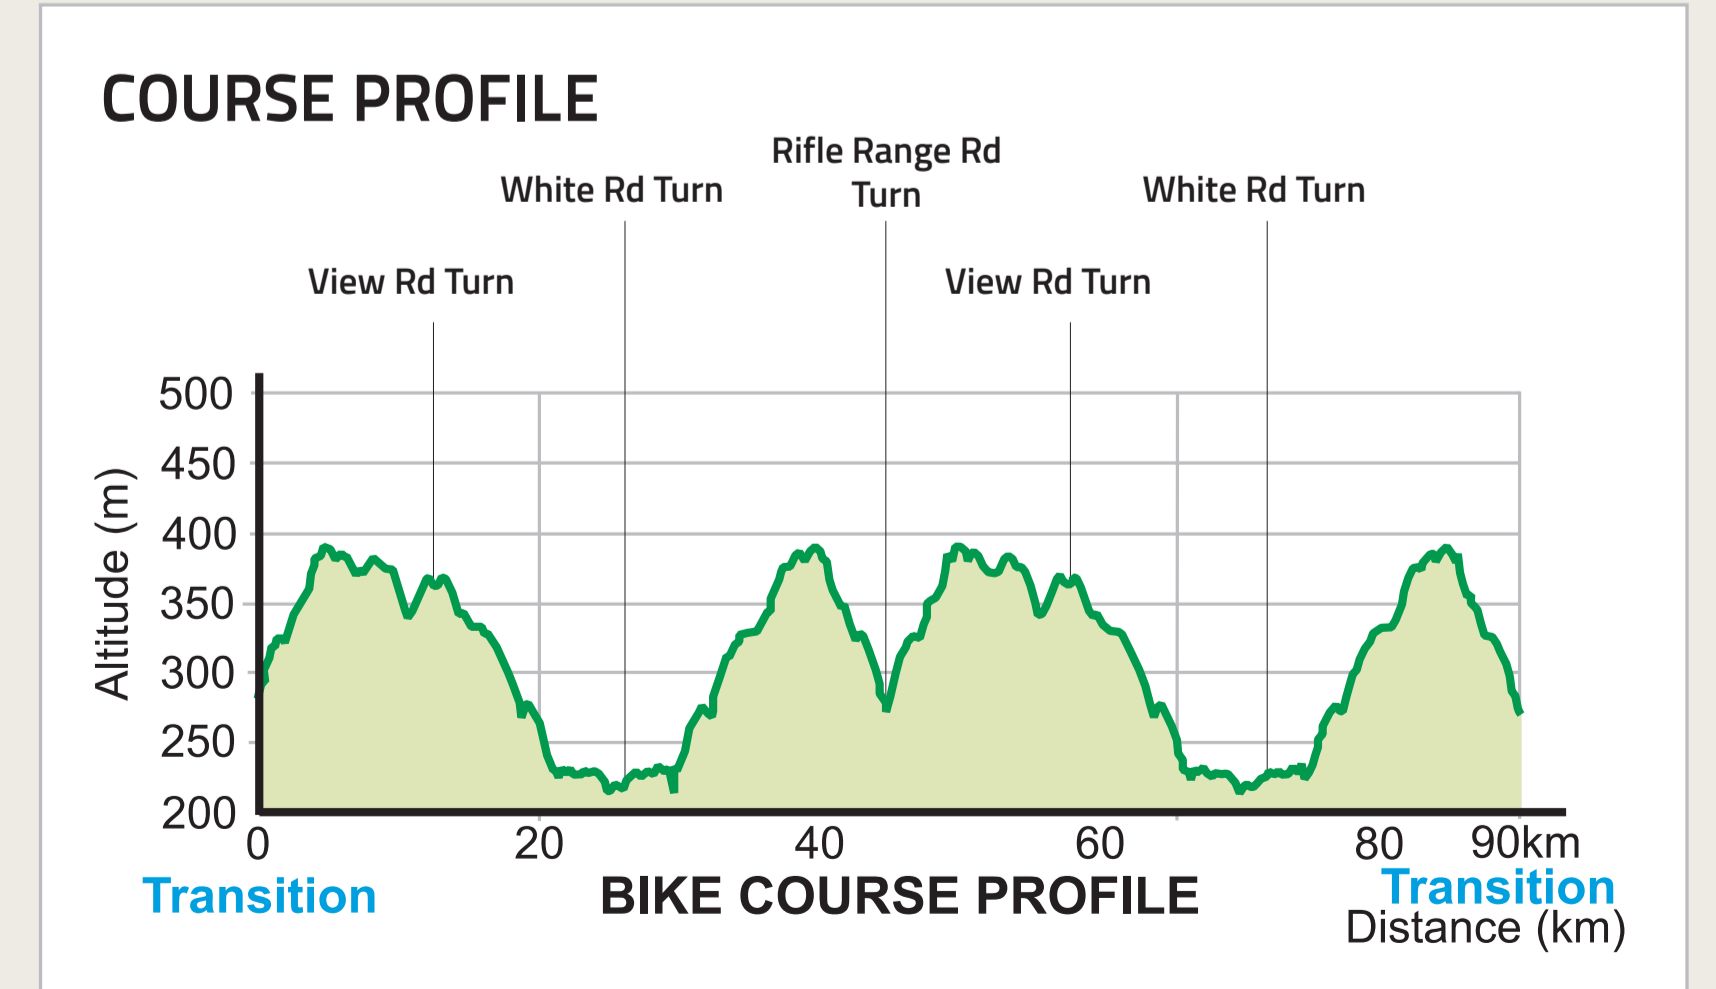 COURSE PROFILE
Rifle Range Rd
Turn
White Rd Turn
White Rd Turn
View Rd Turn
View Rd Turn
Altitude (m)
500
450
400
350
300
250
200
0
20
40
60
80
90km
Transition
BIKE COURSE PROFILE
Transition
Distance (km)